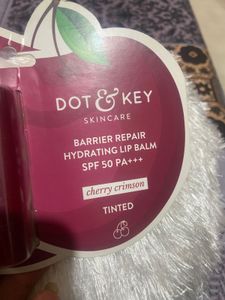 DOT & KEY
SKINCARE
BARRIER REPAIR
HYDRATING LIP BALM
SPF 50 PA+++
cherry crimson
TINTED